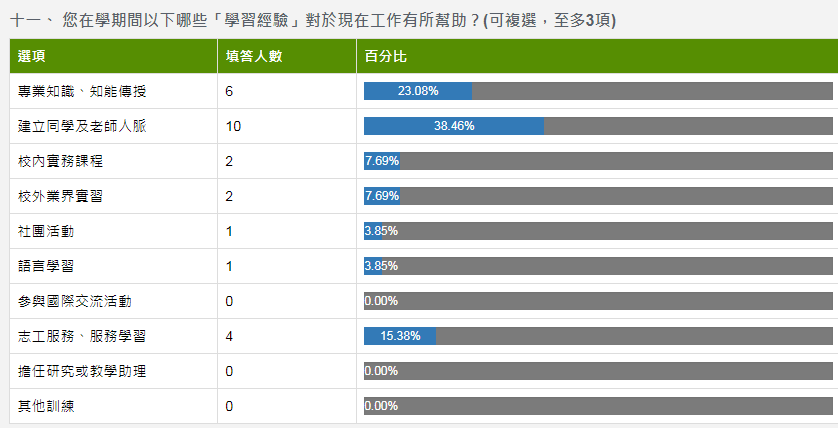 十一、 您在學期間以下哪些「學習經驗」對於現在工作有所幫助？(可複選，至多3項)
選項 填答人數 百分比
專業知識、知能傳授 6 23.08%
建立同學及老師人脈 10 38.46%
校內實務課程 2 7.69%
校外業界實習 2 7.69%
社團活動 1 3.85%
語言學習 1 3.85%
參與國際交流活動 0 0.00%
志工服務、服務學習 4 15.38%
擔任研究或教學助理 0 0.00%
其他訓練 0 0.00%